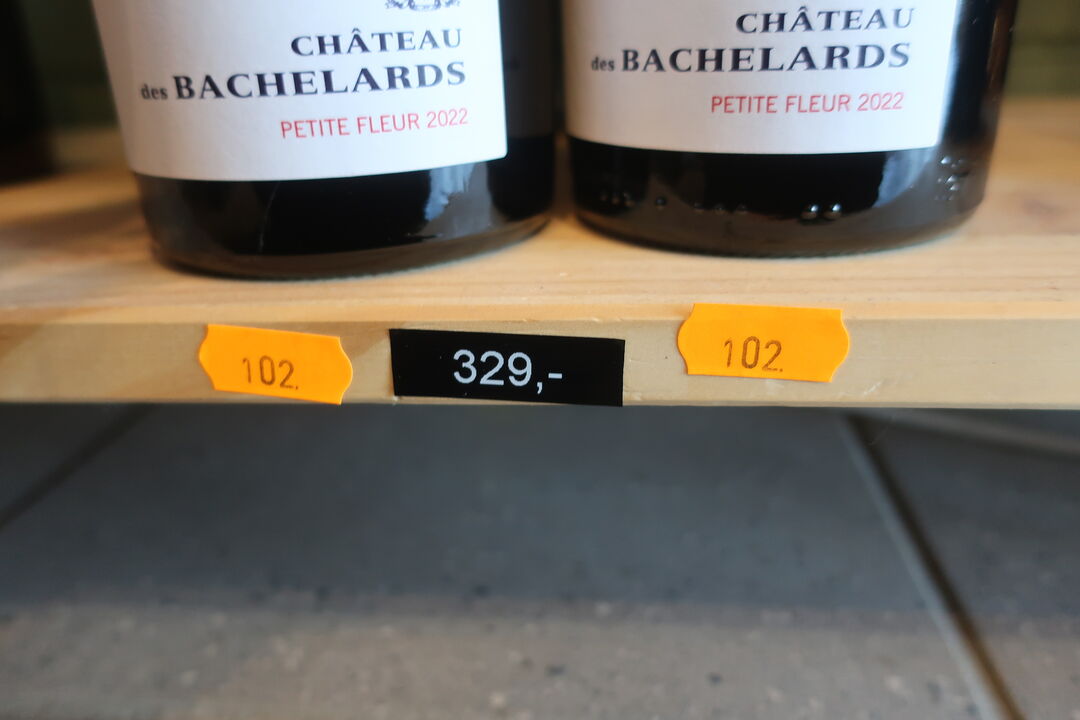 CHÂTEAU
des BACHELARDS
PETITE FLEUR 2022
CHÂTEAU
des BACHELARDS
PETITE FLEUR 2022
102.
329,-
102.